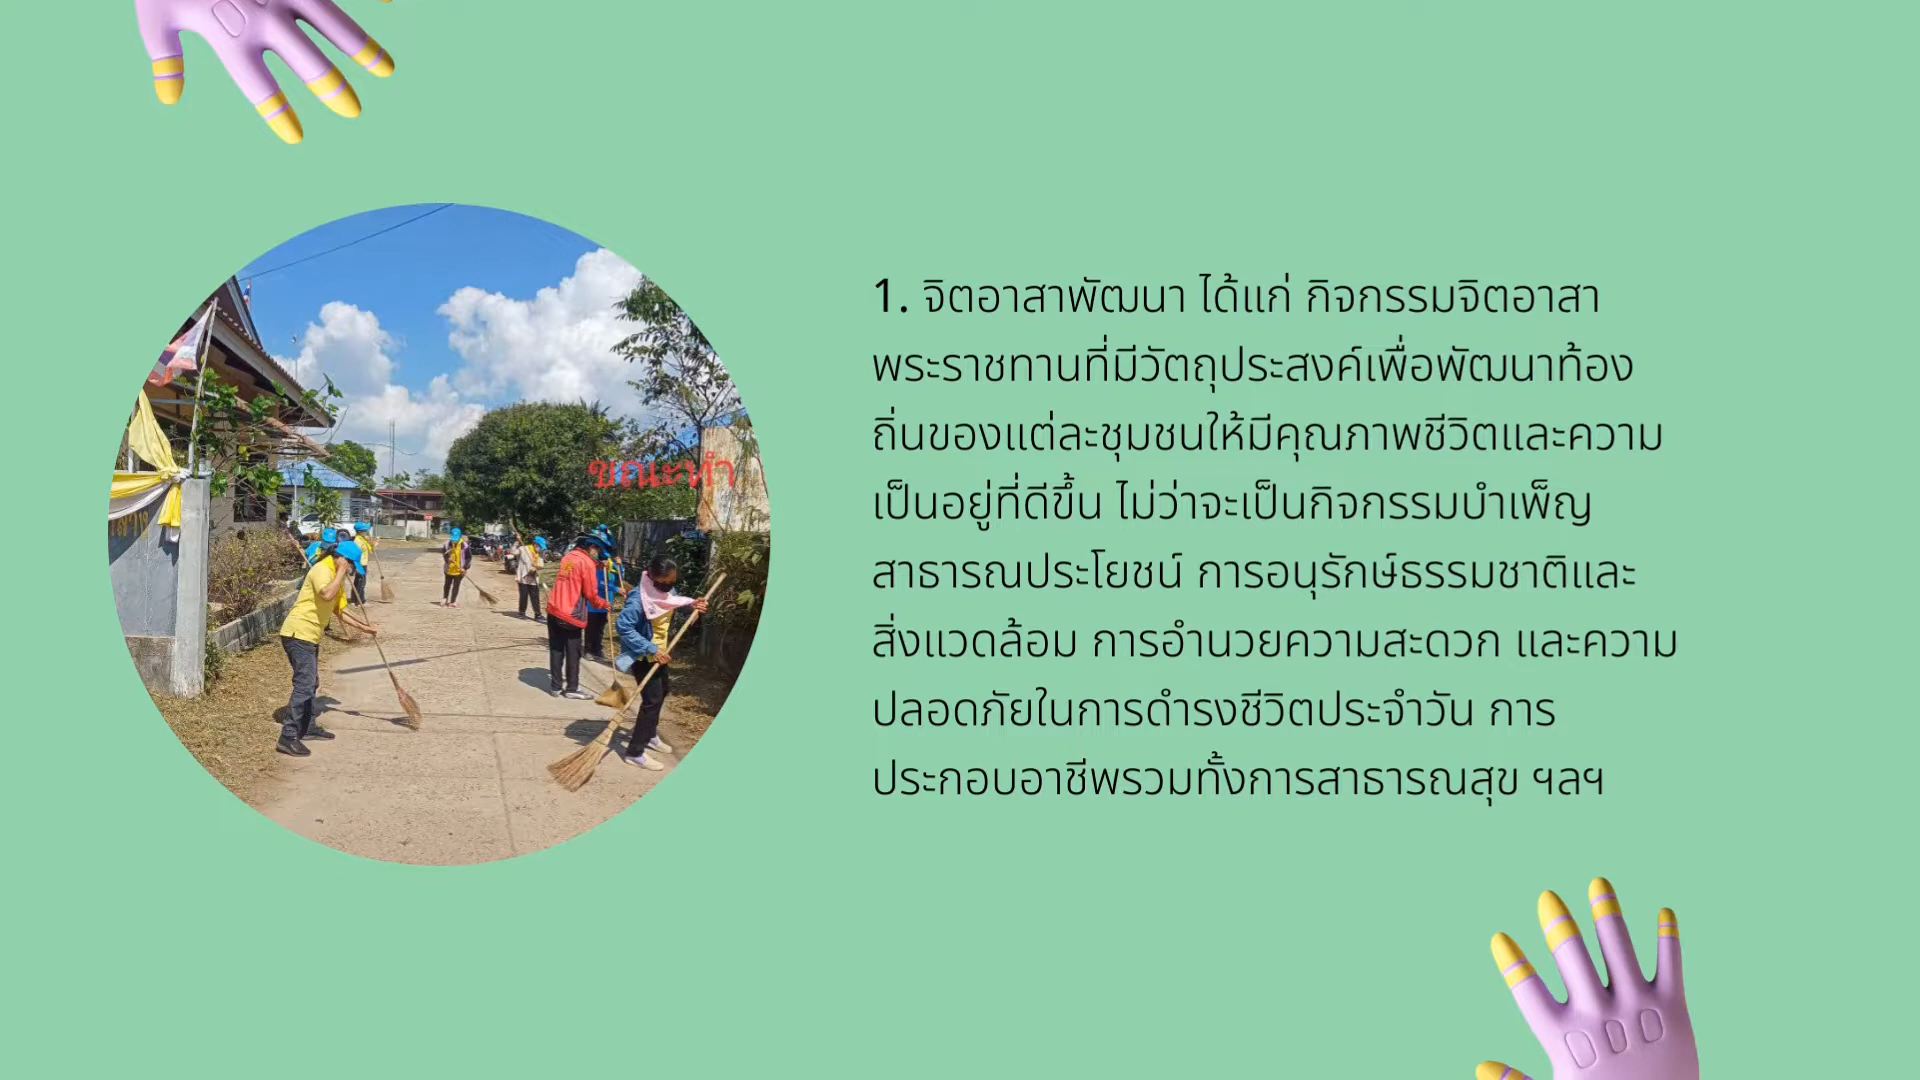 1. จิตอาสาพัฒนา ได้แก่ กิจกรรมจิตอาสา
พระราชทานที่มีวัตถุประสงค์เพื่อพัฒนาท้อง
ถิ่นของแต่ละชุมชนให้มีคุณภาพชีวิตและความ
เป็นอยู่ที่ดีขึ้น ไม่ว่าจะเป็นกิจกรรมบำเพ็ญ
สาธารณประโยชน์ การอนุรักษ์ธรรมชาติและ
สิ่งแวดล้อม การอำนวยความสะดวก และความ
ปลอดภัยในการดำรงชีวิตประจำวัน การ
ประกอบอาชีพรวมทั้งการสาธารณสุข ฯลฯ
ขณะทำ